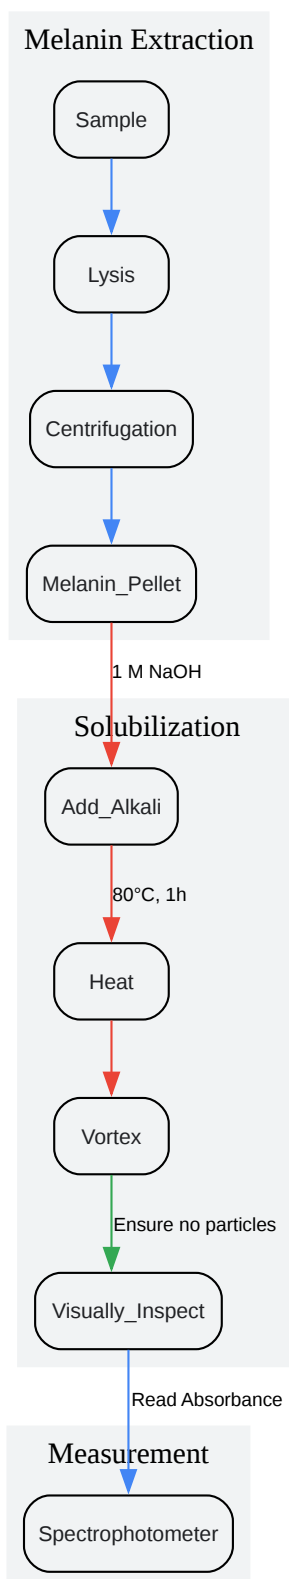 Melanin Extraction
Sample
Lysis
Centrifugation
Melanin_Pellet
1 M NaOH
Solubilization
Add_Alkali
80°C, 1h
Heat
Vortex
Ensure no particles
Visually_Inspect
Read Absorbance
Measurement
Spectrophotometer